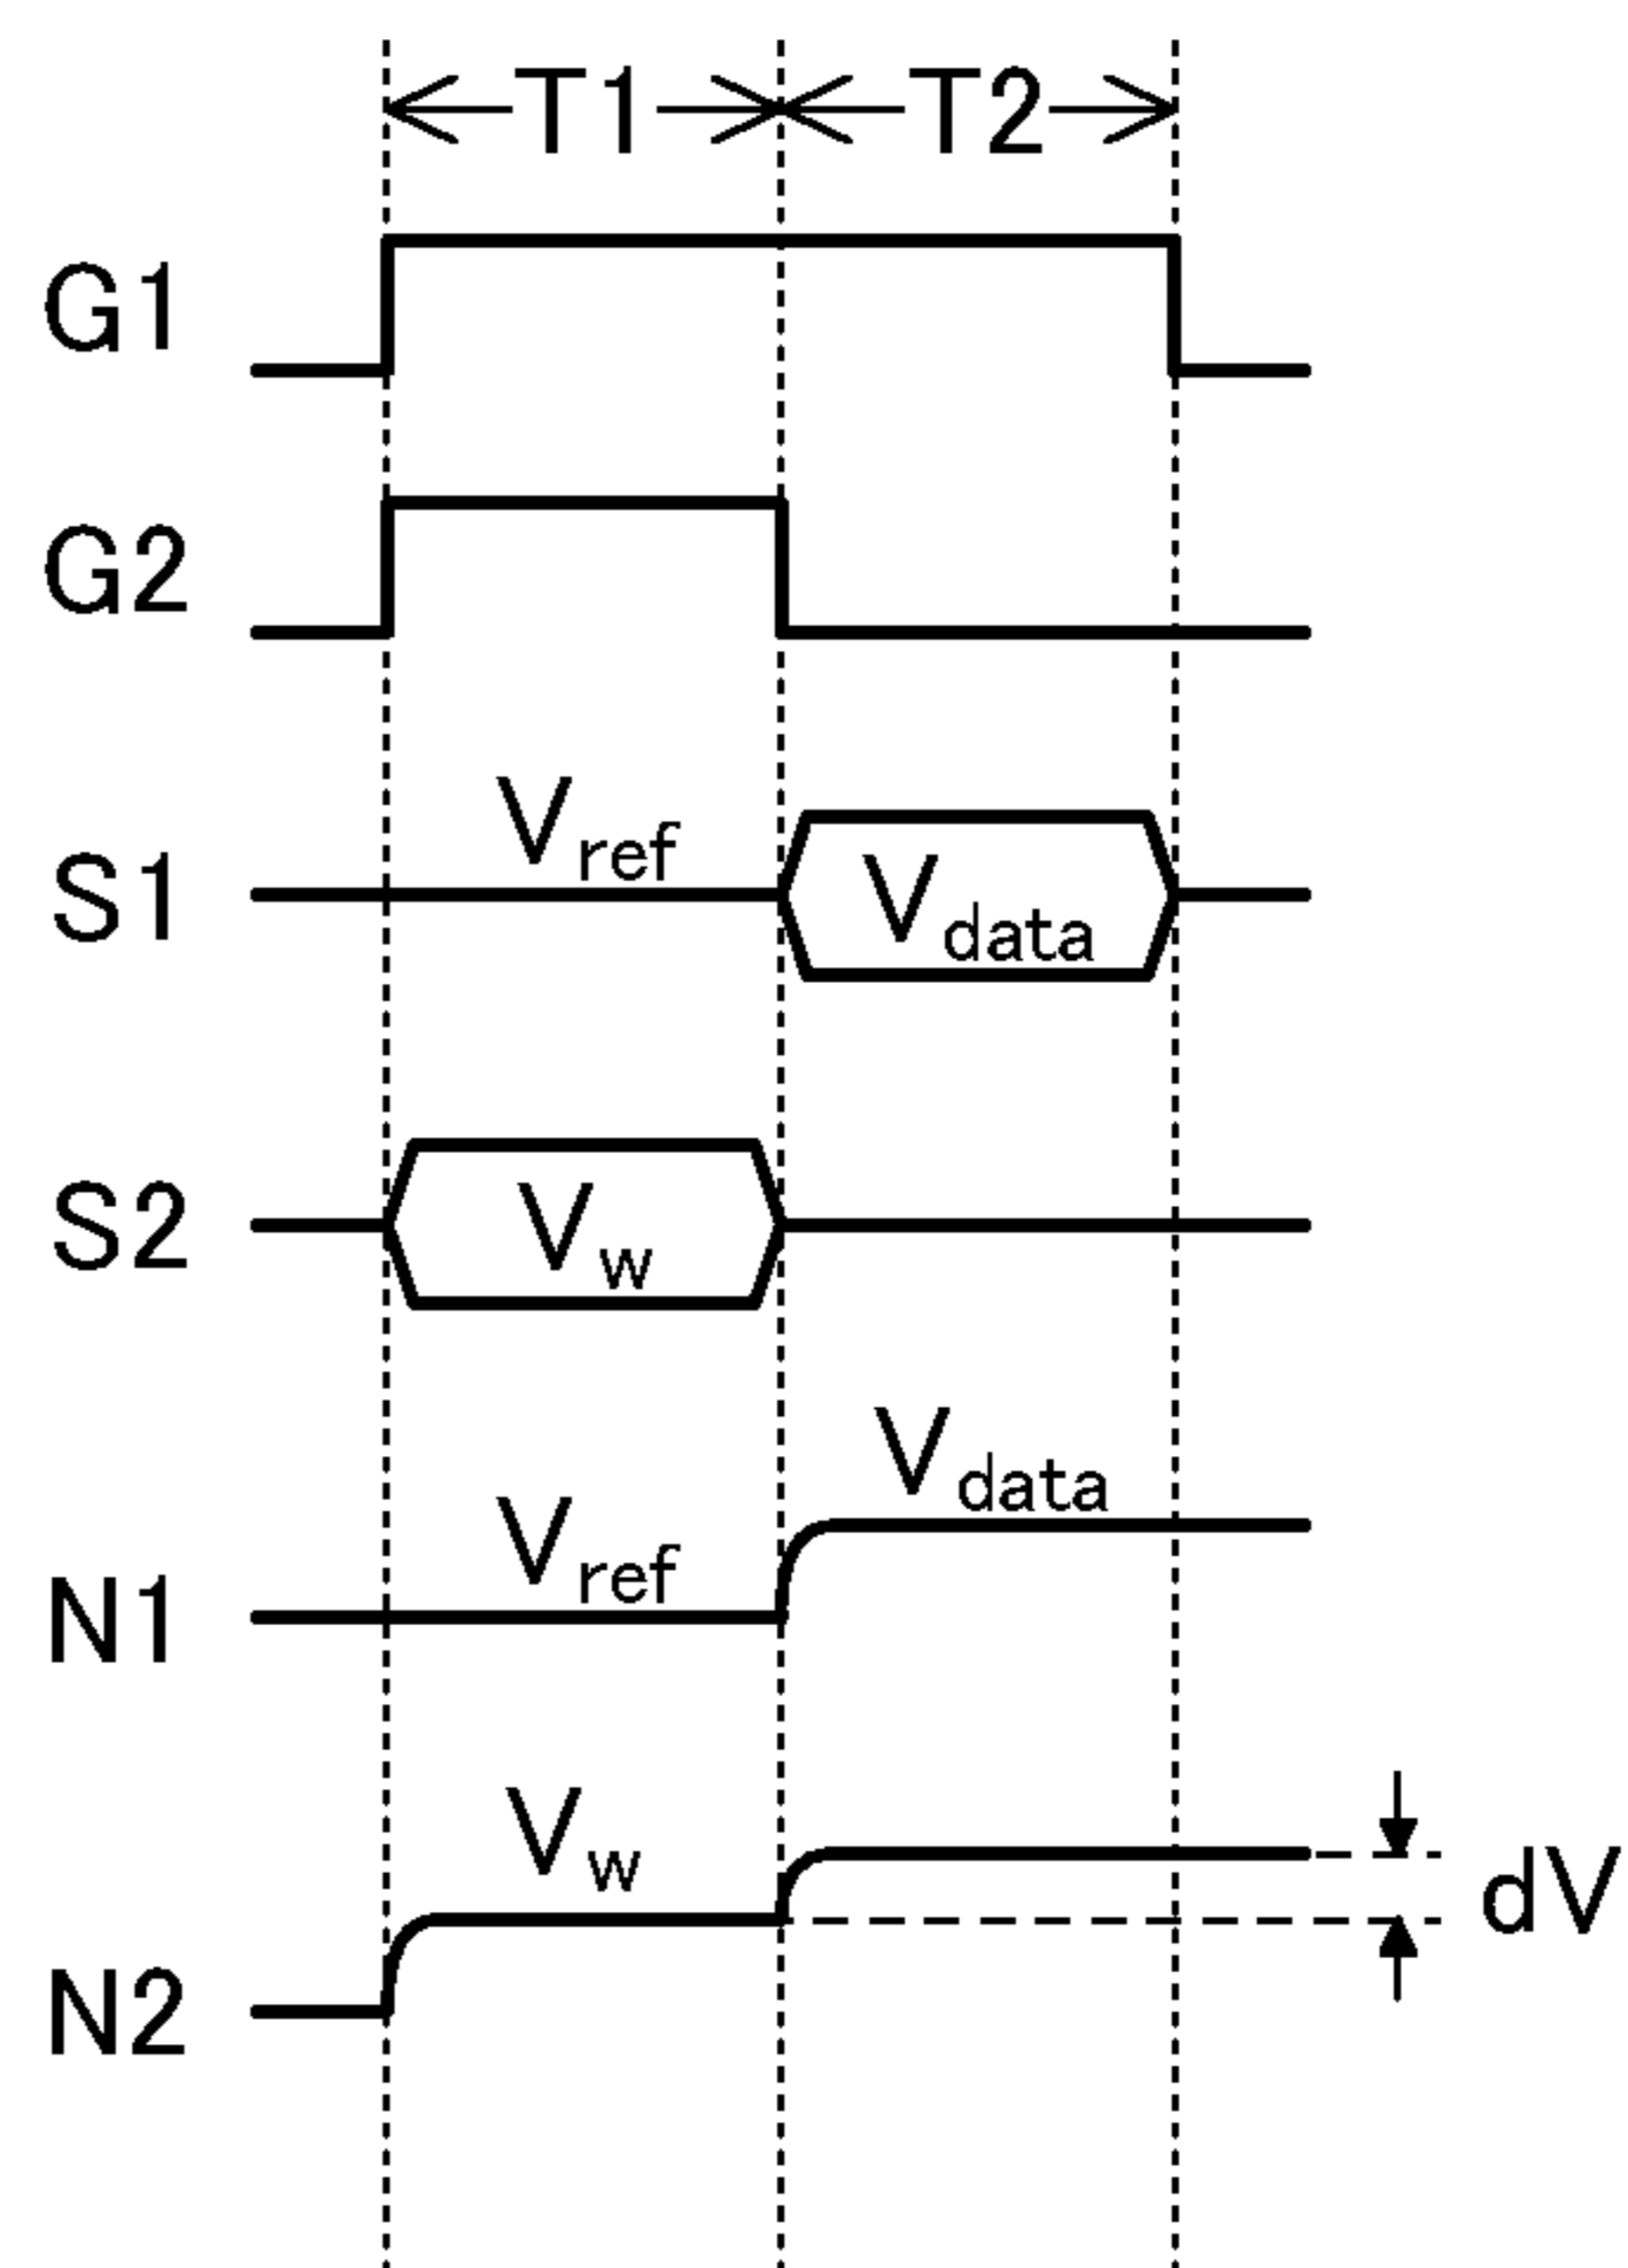 T1 T2
G1
G2
S1 Vref Vdata
S2 Vw
Vdata
N1 Vref
Vw
dV
N2